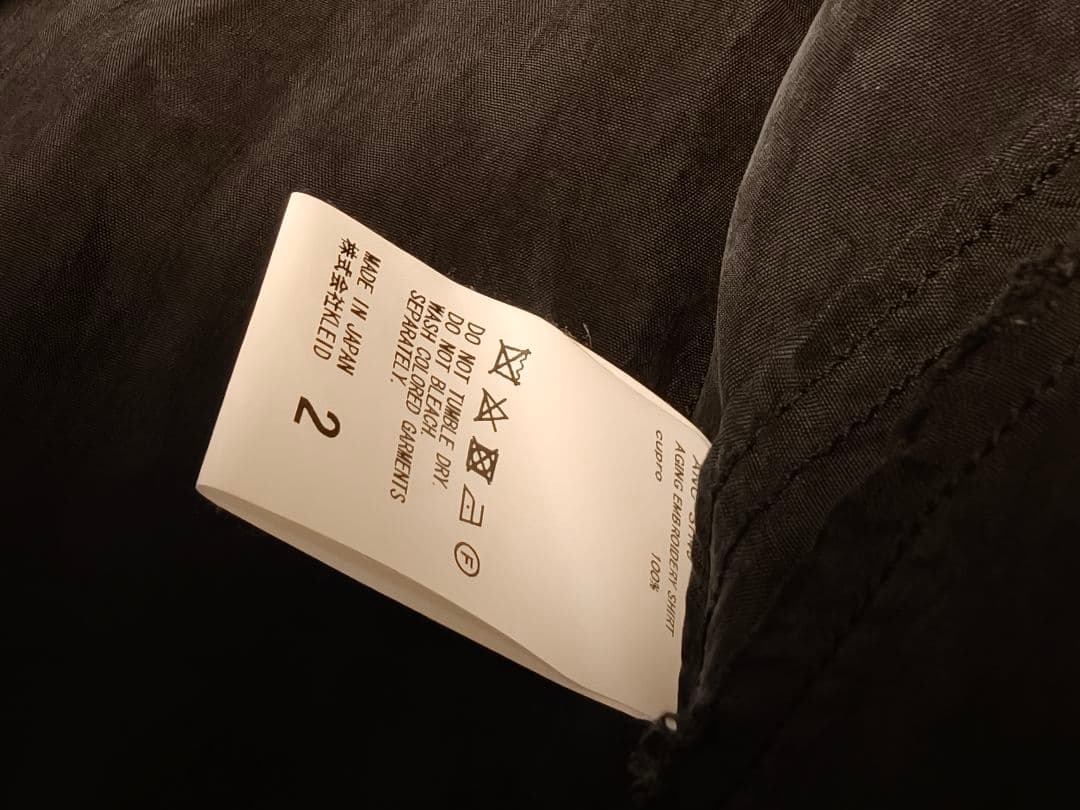 AGING EMBROIDERY SHIRT
cupro 100%
F
DO NOT TUMBLE DRY.
DO NOT BLEACH.
WASH COLORED GARMENTS
SEPARATELY.
MADE IN JAPAN
株式会社KLEID
2